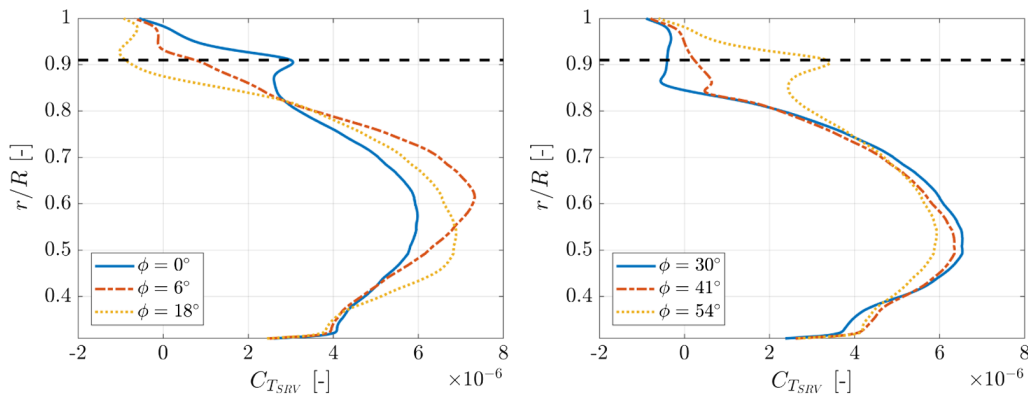 1
0.9
0.8
0.7
0.6
0.5
0.4
r/R [-]
ϕ = 0°
ϕ = 6°
ϕ = 18°
-2
0
2
4
6
8
C_{T_{SRV}} [-]
×10⁻⁶
1
0.9
0.8
0.7
0.6
0.5
0.4
r/R [-]
ϕ = 30°
ϕ = 41°
ϕ = 54°
-2
0
2
4
6
8
C_{T_{SRV}} [-]
×10⁻⁶